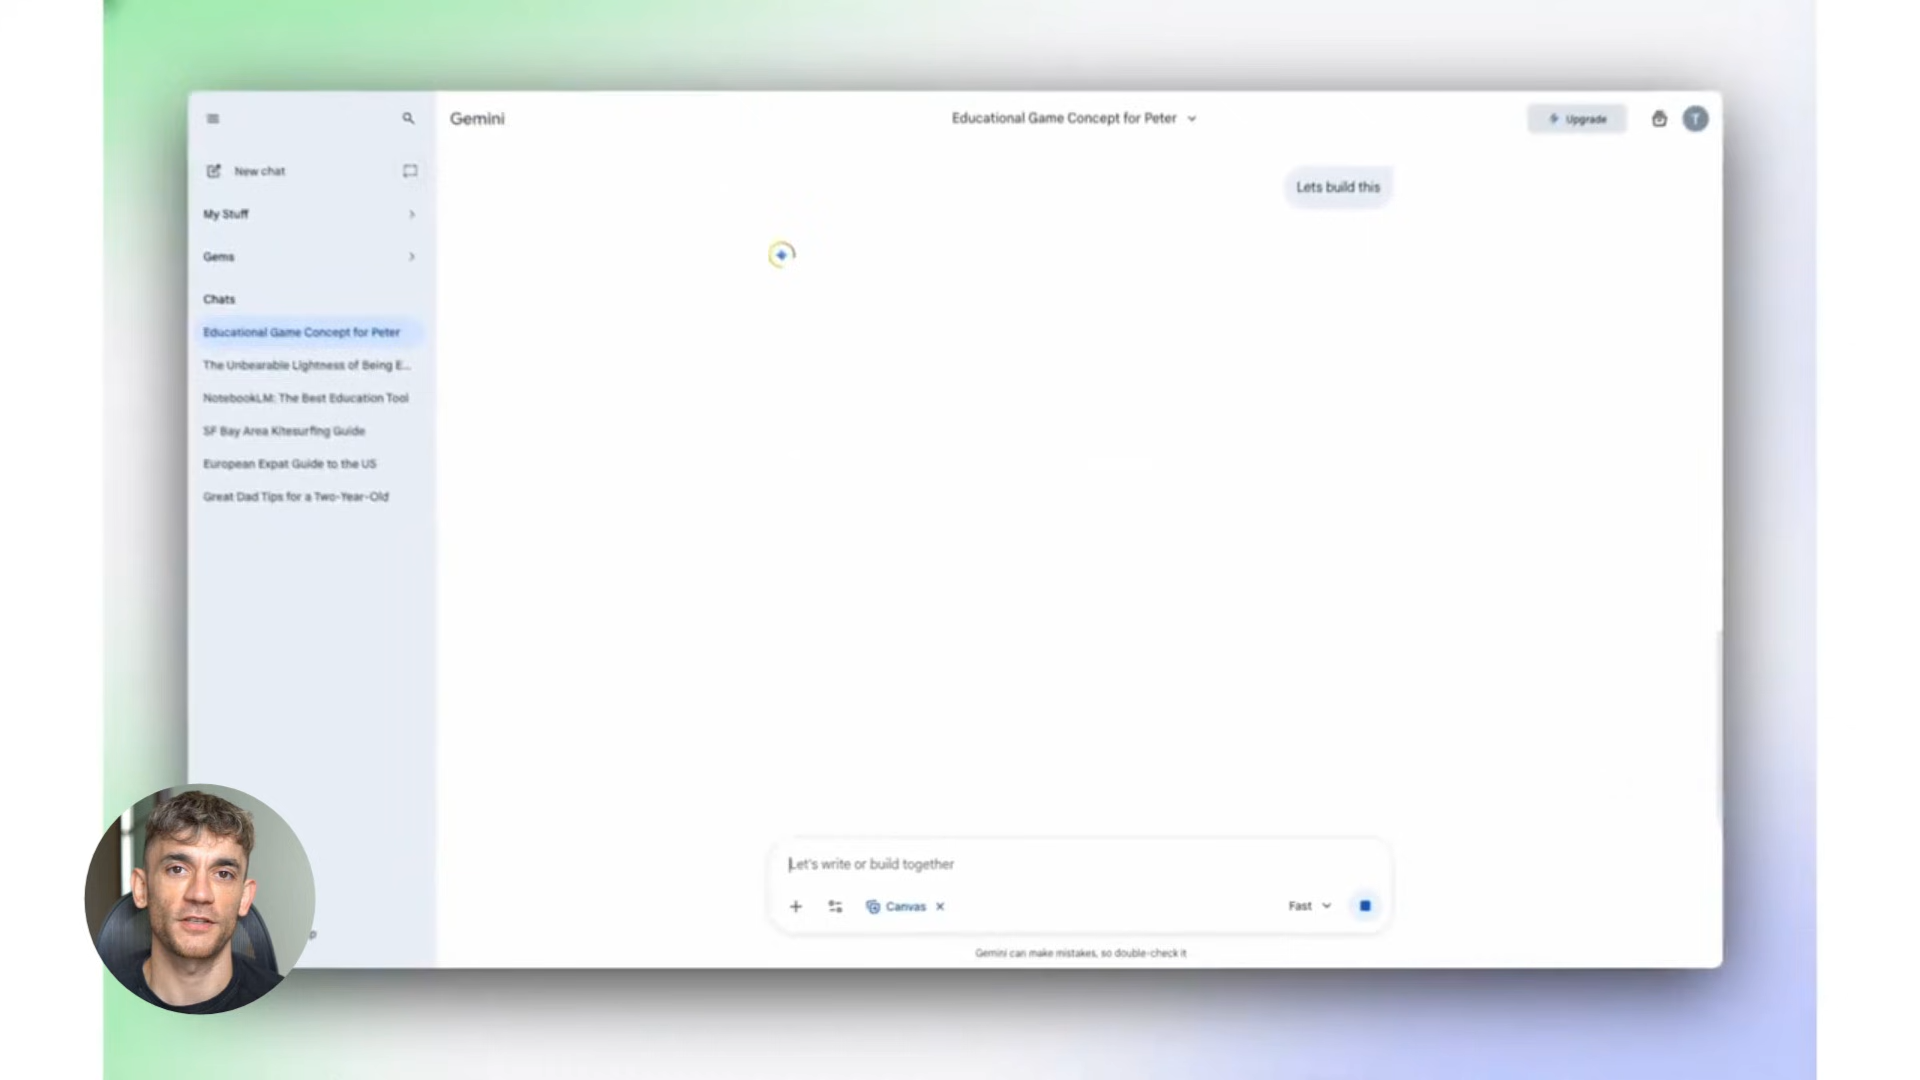 Gemini
Educational Game Concept for Peter
Upgrade
T
New chat
Lets build this
My Stuff
Gems
Chats
Educational Game Concept for Peter
The Unbearable Lightness of Being E...
NotebookLM: The Best Education Tool
SF Bay Area Kitesurfing Guide
European Expat Guide to the US
Great Dad Tips for a Two-Year-Old
Let's write or build together
Canvas
Fast
p
Gemini can make mistakes, so double-check it